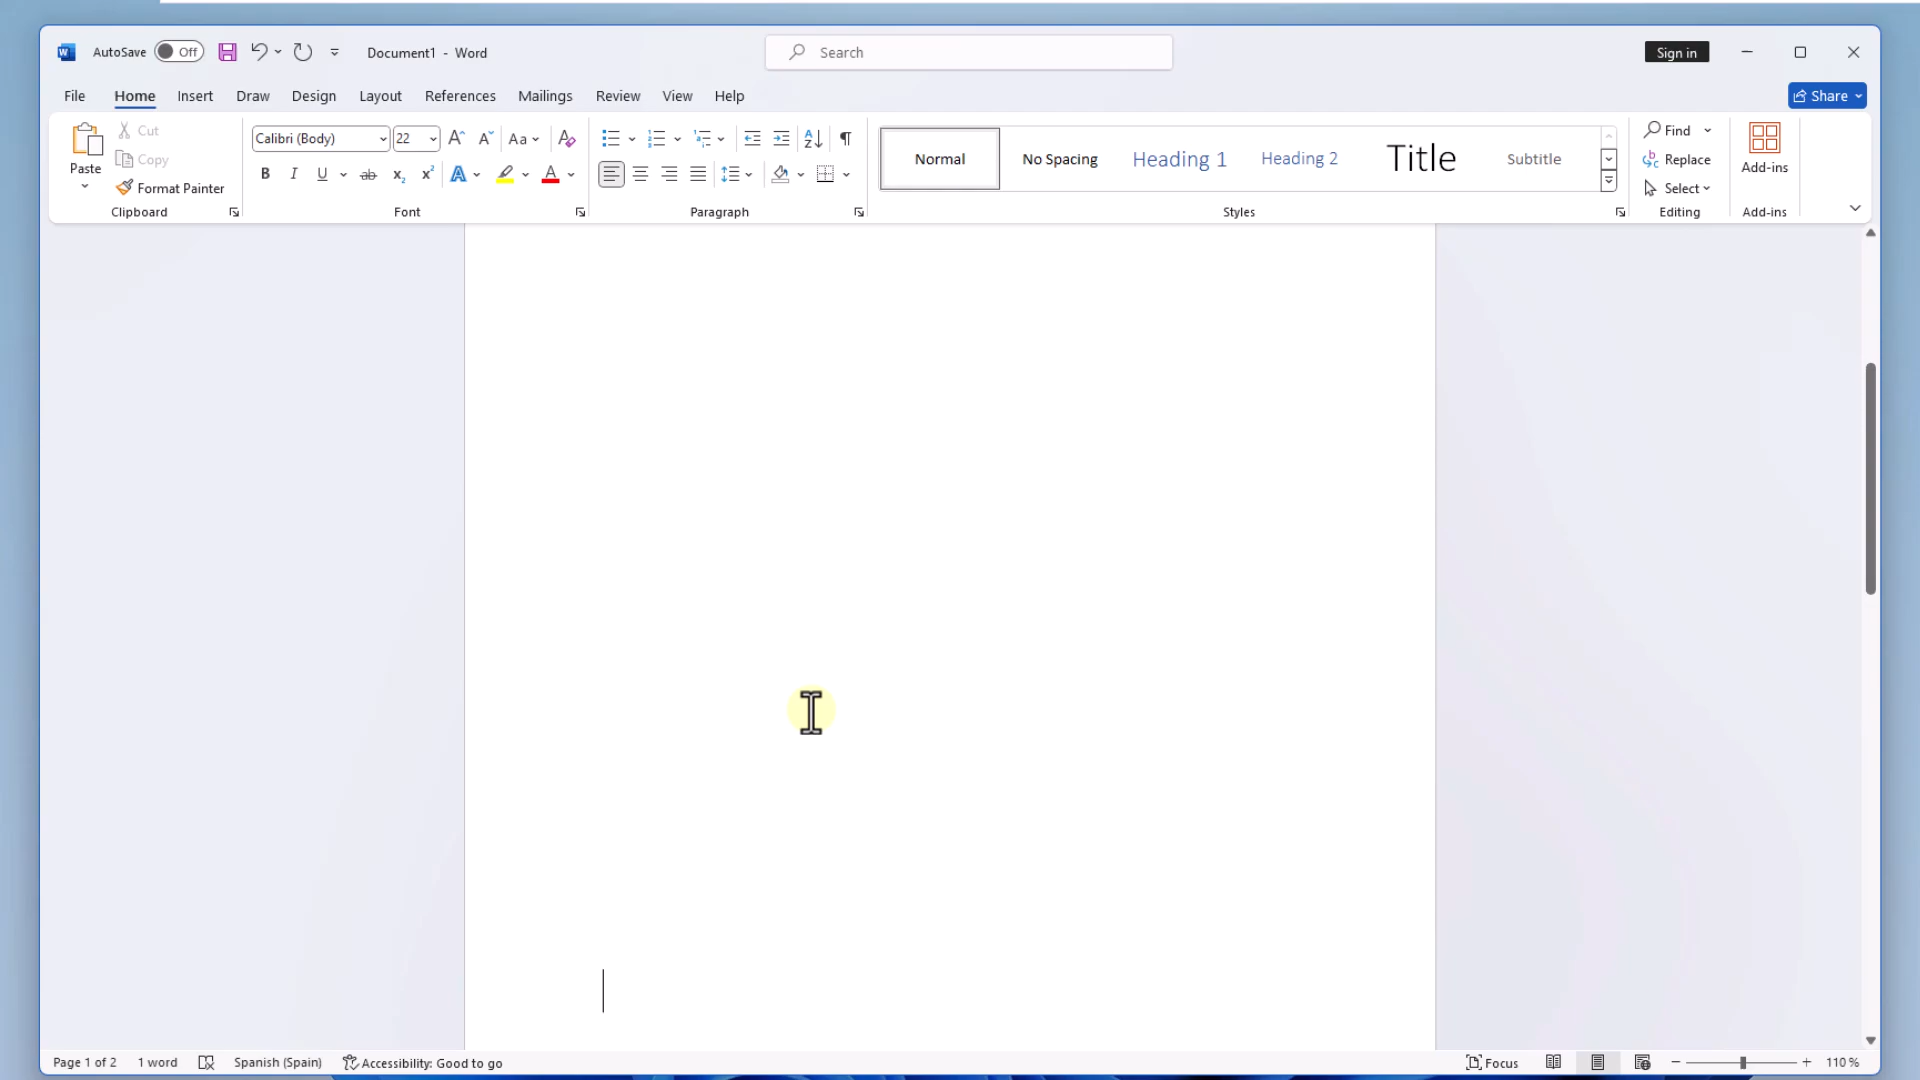 AutoSave Off Document1 - Word Search Sign in
File Home Insert Draw Design Layout References Mailings Review View Help Share
Paste Cut Copy Format Painter
Clipboard
Calibri (Body) 22
Font
Paragraph
Normal No Spacing Heading 1 Heading 2 Title Subtitle
Styles
Find
Replace
Select
Editing
Add-ins
Add-ins
Page 1 of 2 1 word Spanish (Spain) Accessibility: Good to go Focus 110 %